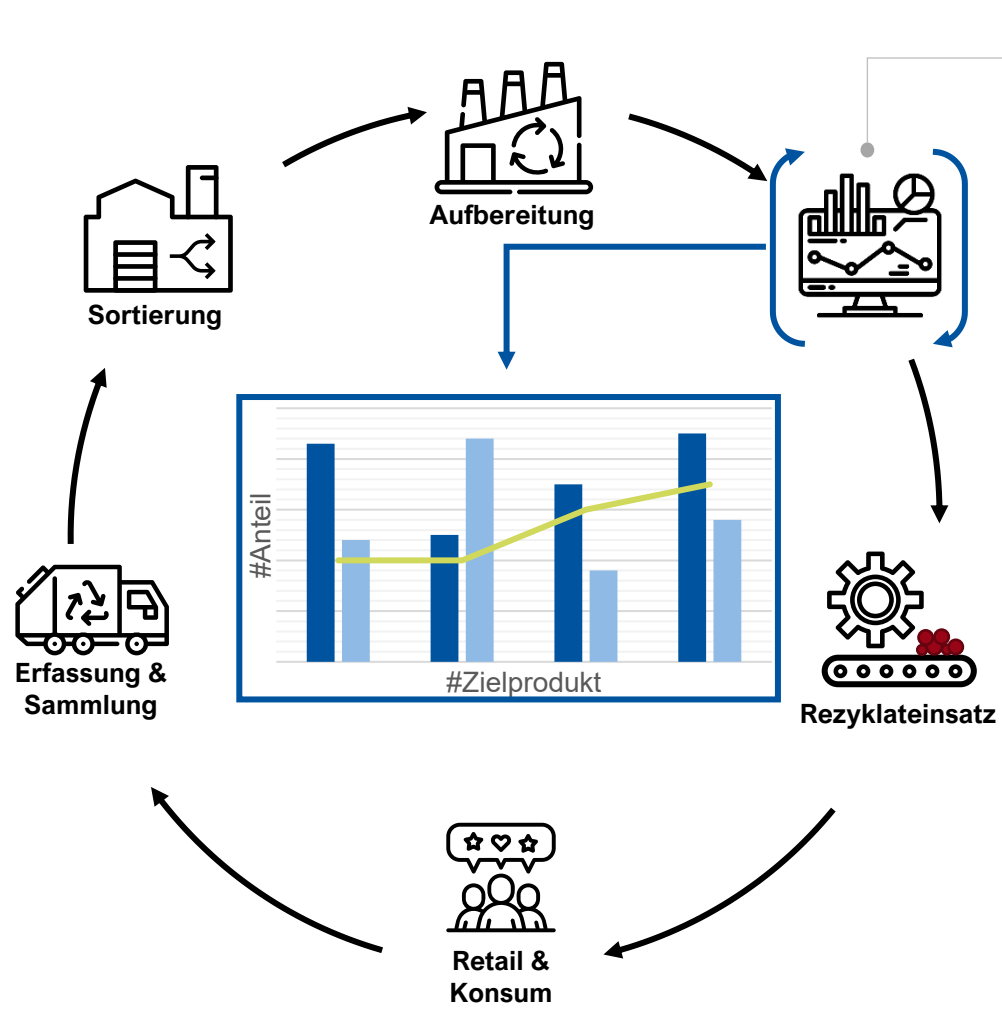 Aufbereitung
Sortierung
#Anteil
#Zielprodukt
Erfassung &
Sammlung
Rezyklateinsatz
Retail &
Konsum